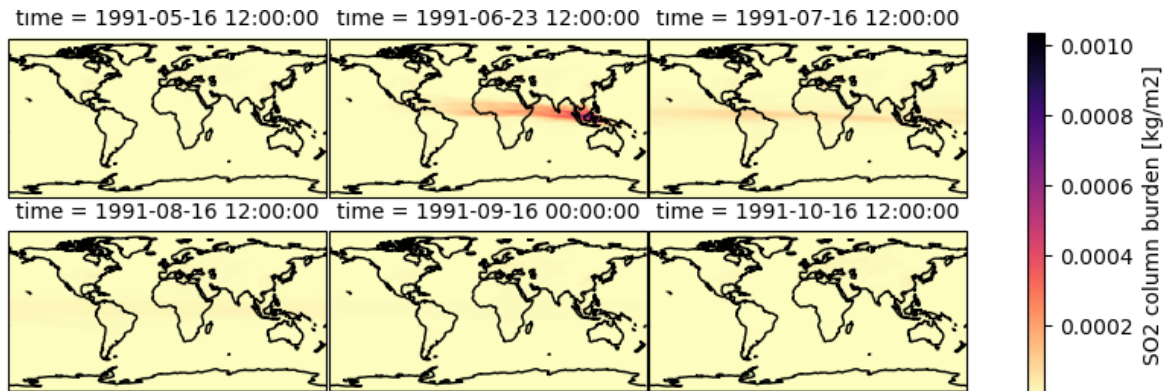 time = 1991-05-16 12:00:00
time = 1991-06-23 12:00:00
time = 1991-07-16 12:00:00
time = 1991-08-16 12:00:00
time = 1991-09-16 00:00:00
time = 1991-10-16 12:00:00
0.0010
0.0008
0.0006
0.0004
0.0002
SO2 column burden [kg/m2]